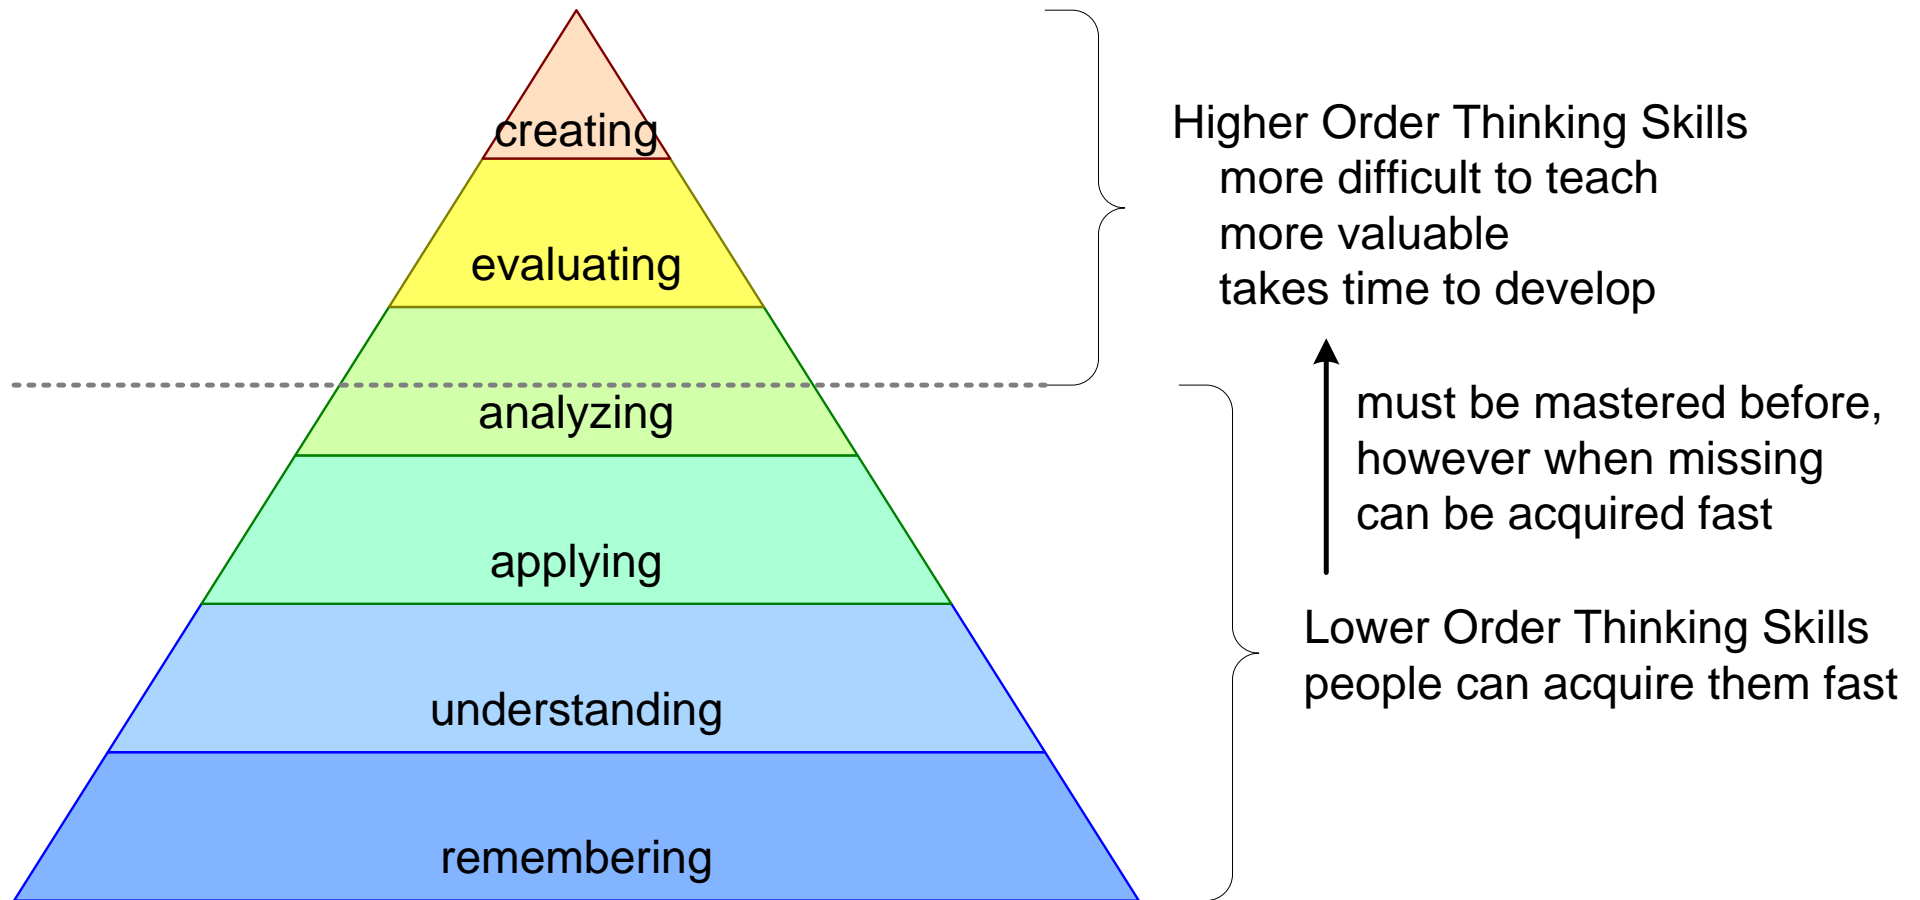 creating
evaluating
analyzing
applying
understanding
remembering
Higher Order Thinking Skills
more difficult to teach
more valuable
takes time to develop
must be mastered before,
however when missing
can be acquired fast
Lower Order Thinking Skills
people can acquire them fast